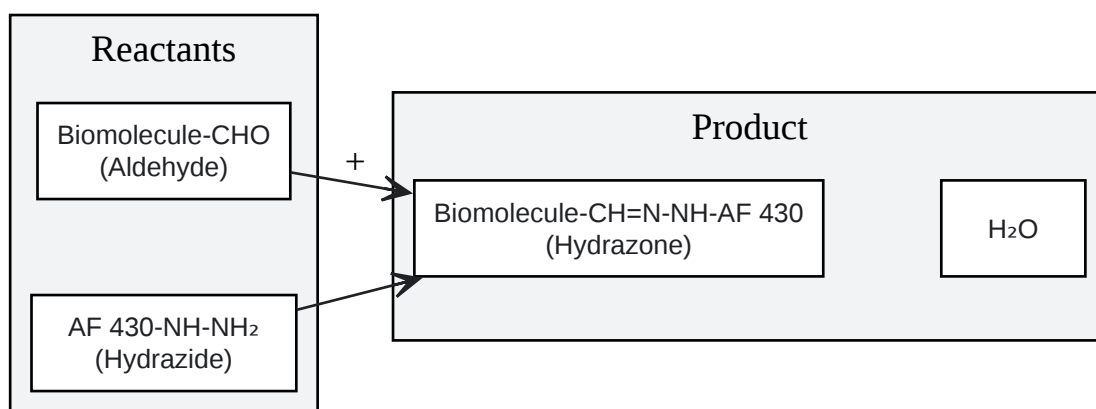 Reactants
Biomolecule-CHO
(Aldehyde)
+
AF 430-NH-NH₂
(Hydrazide)
Product
Biomolecule-CH=N-NH-AF 430
(Hydrazone)
H₂O